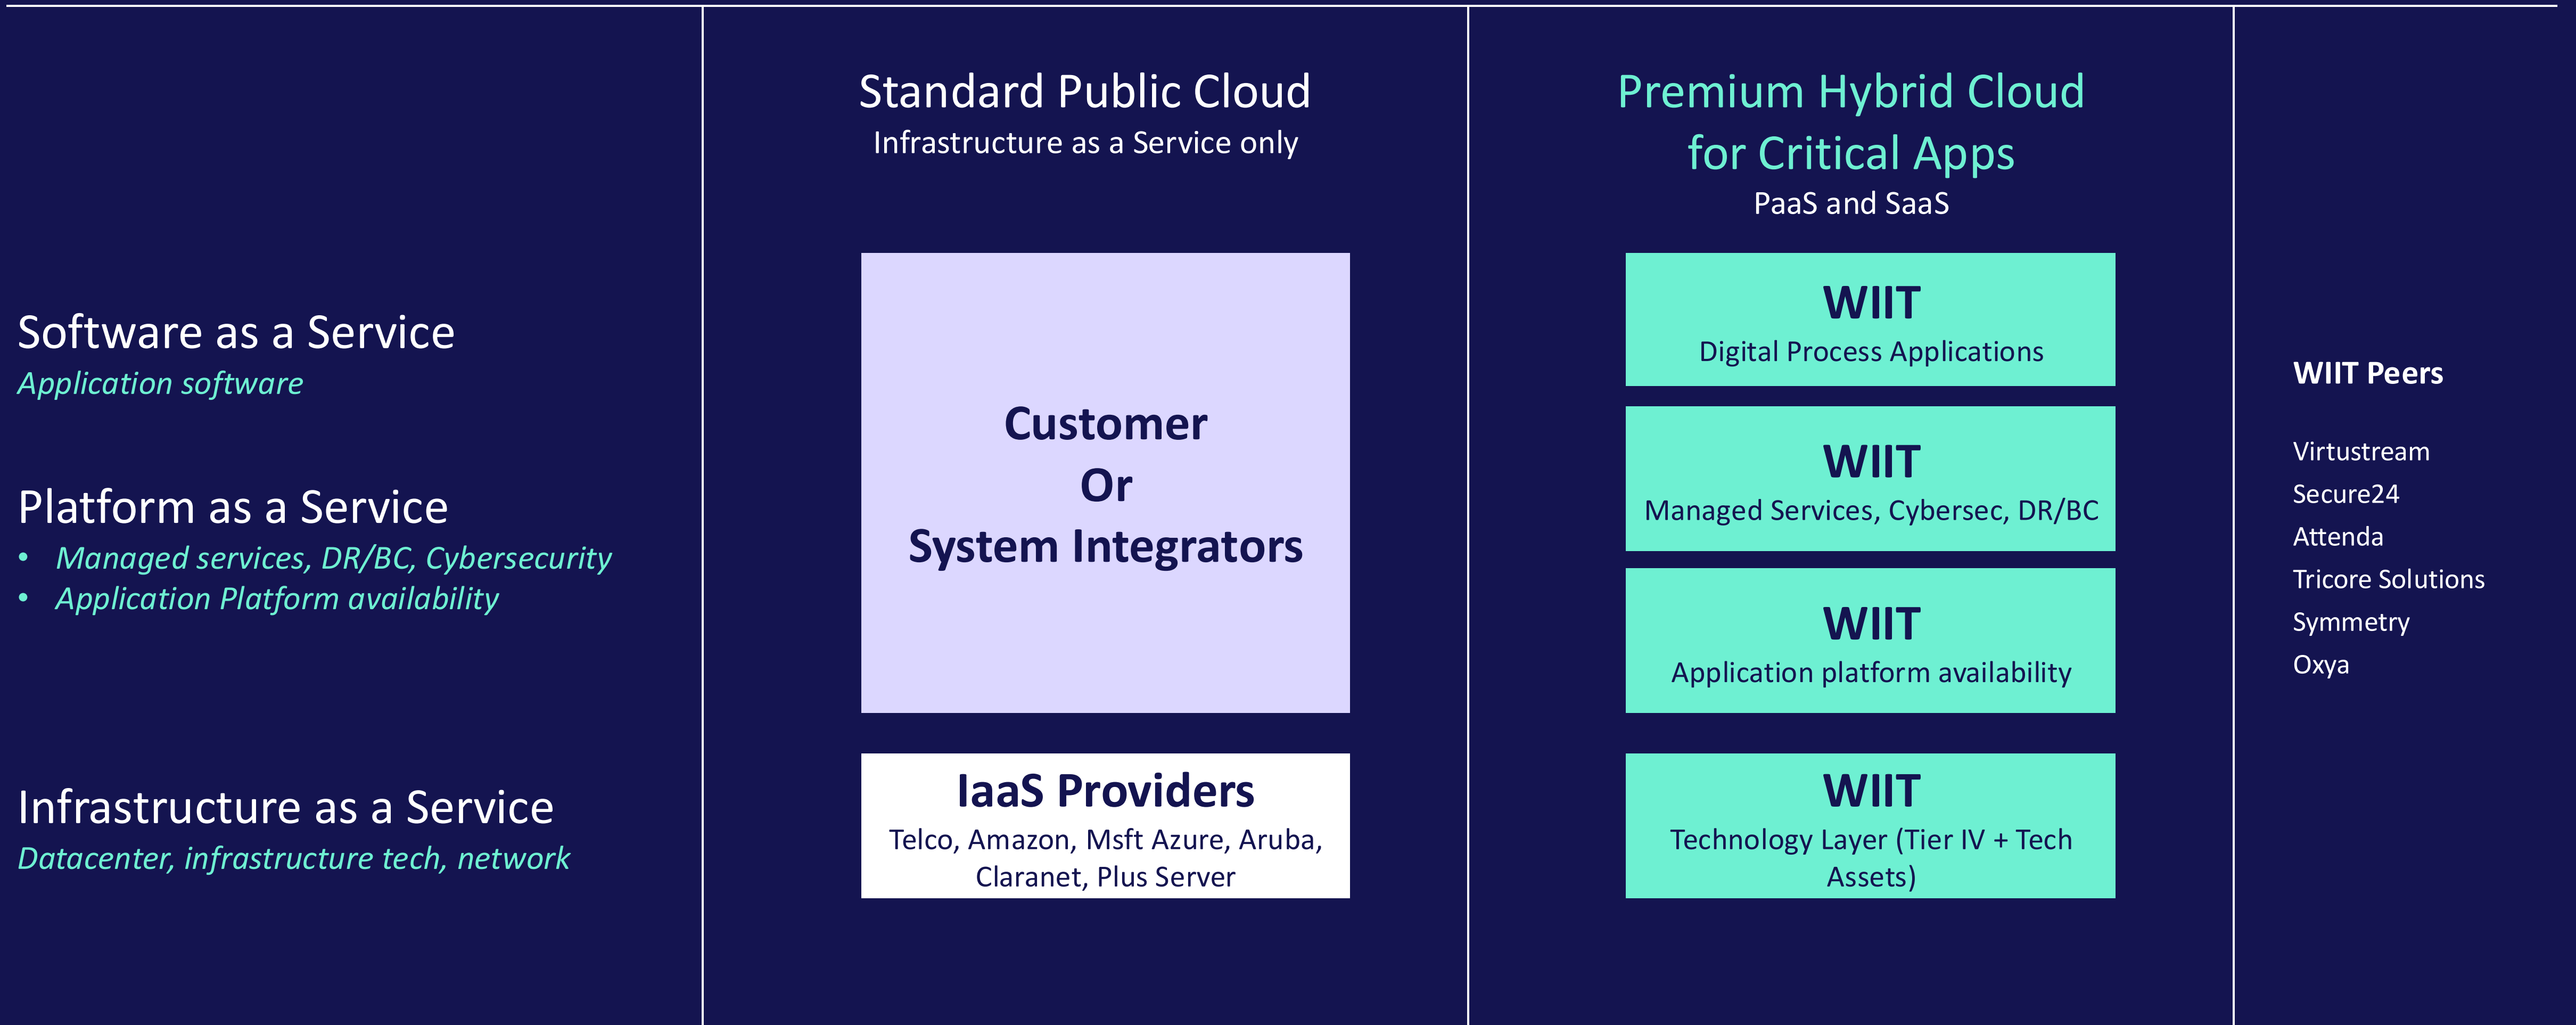 Standard Public Cloud
Infrastructure as a Service only
Premium Hybrid Cloud
for Critical Apps
PaaS and SaaS
Software as a Service
Application software
Platform as a Service
• Managed services, DR/BC, Cybersecurity
• Application Platform availability
Infrastructure as a Service
Datacenter, infrastructure tech, network
Customer
Or
System Integrators
IaaS Providers
Telco, Amazon, Msft Azure, Aruba,
Claranet, Plus Server
WIIT
Digital Process Applications
WIIT
Managed Services, Cybersec, DR/BC
WIIT
Application platform availability
WIIT
Technology Layer (Tier IV + Tech
Assets)
WIIT Peers
Virtustream
Secure24
Attenda
Tricore Solutions
Symmetry
Oxya